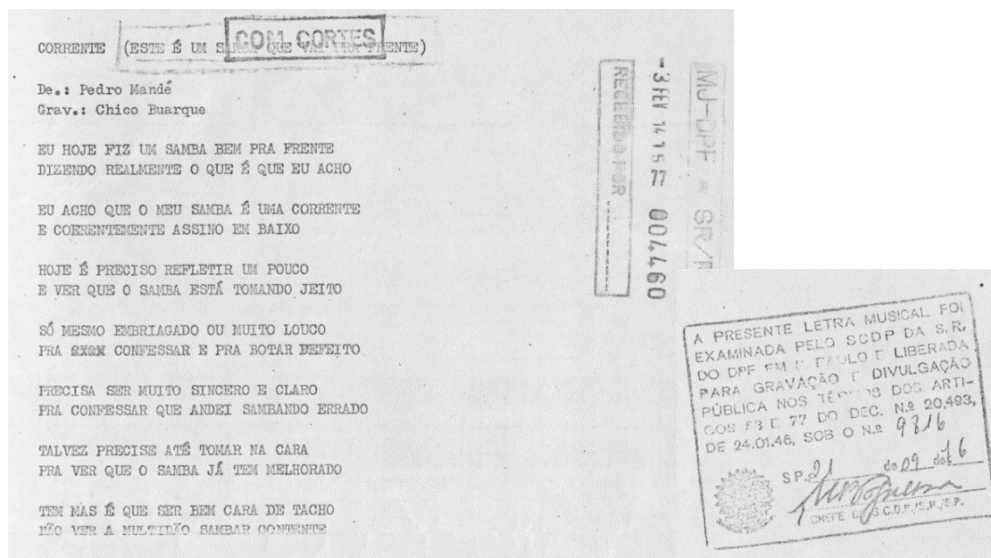 CORRENTE (ESTE É UM SAMBA QUE VAI PRA FRENTE)
COM CORTES
De.: Pedro Mandé
Grav.: Chico Buarque
EU HOJE FIZ UM SAMBA BEM PRA FRENTE
DIZENDO REALMENTE O QUE É QUE EU ACHO
EU ACHO QUE O MEU SAMBA É UMA CORRENTE
E COERENTEMENTE ASSINO EM BAIXO
HOJE É PRECISO REFLETIR UM POUCO
E VER QUE O SAMBA ESTÁ TOMANDO JEITO
SÓ MESMO EMBRIAGADO OU MUITO LOUCO
PRA CONFESSAR E PRA BOTAR DEFEITO
PRECISA SER MUITO SINCERO E CLARO
PRA CONFESSAR QUE ANDEI SAMBANDO ERRADO
TALVEZ PRECISE ATÉ TOMAR NA CARA
PRA VER QUE O SAMBA JÁ TEM MELHORADO
TEM MAS É QUE SER BEM CARA DE TACHO
NÃO VER A MULTIDÃO SAMBAR CONTENTE
RECEBIDO POR
- 3 FEV 14 15 77 004460
MJ-DPF * SR/
A PRESENTE LETRA MUSICAL FOI
EXAMINADA PELO SCDP DA S.R.
DO DPF EM S. PAULO E LIBERADA
PARA GRAVAÇÃO E DIVULGAÇÃO
PÚBLICA NOS TÉRMOS DOS ARTI-
GOS 53 E 77 DO DEC. N.º 20.493,
DE 24.01.46, SOB O N.º 9816
S.P. 21 de 09 de 76
CHEFE DO S.C.D.P./S.R./S.P.